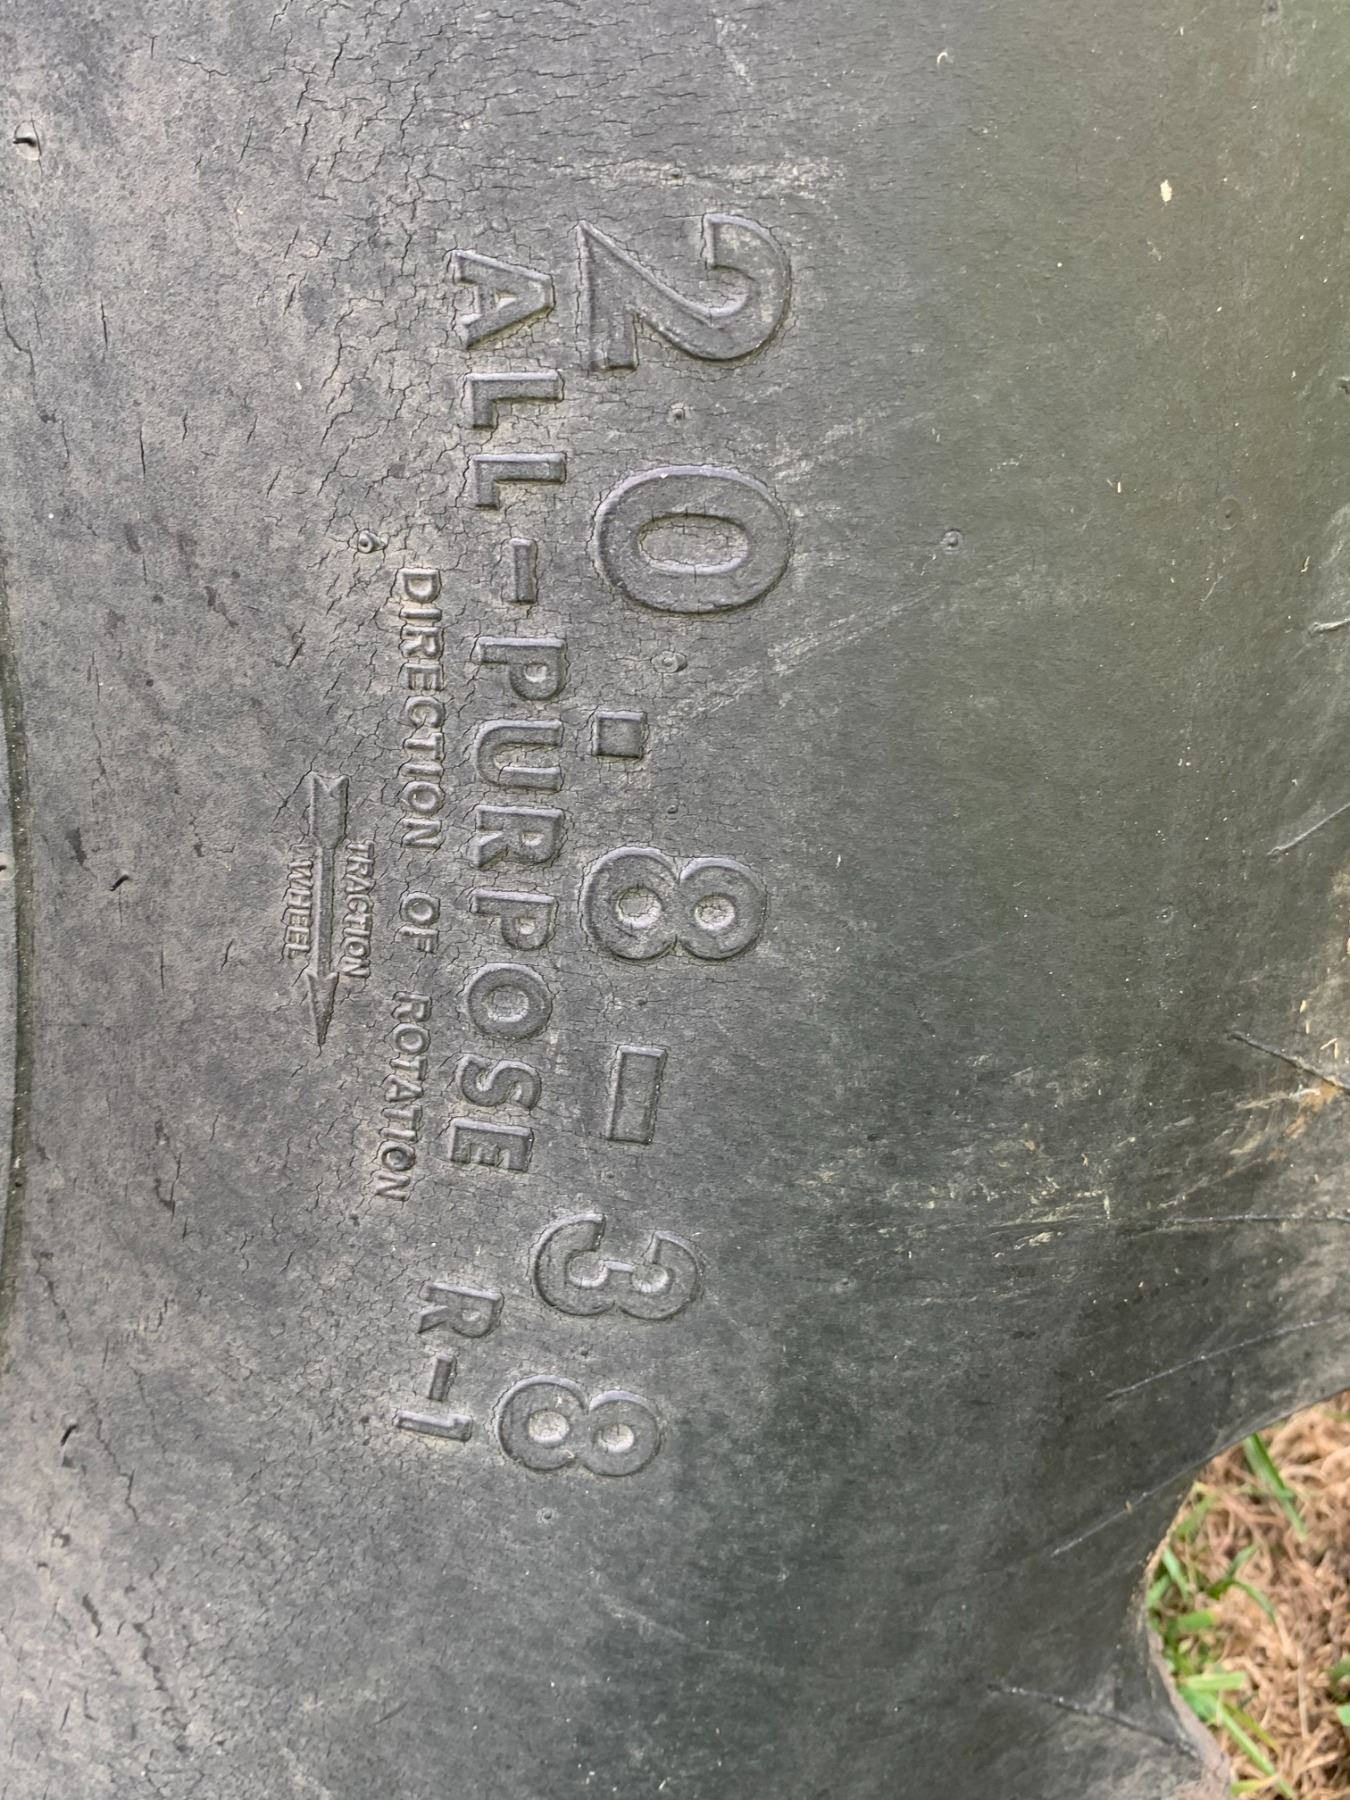 20.8-38
ALL-PURPOSE R-1
DIRECTION OF ROTATION
TRACTION
WHEEL